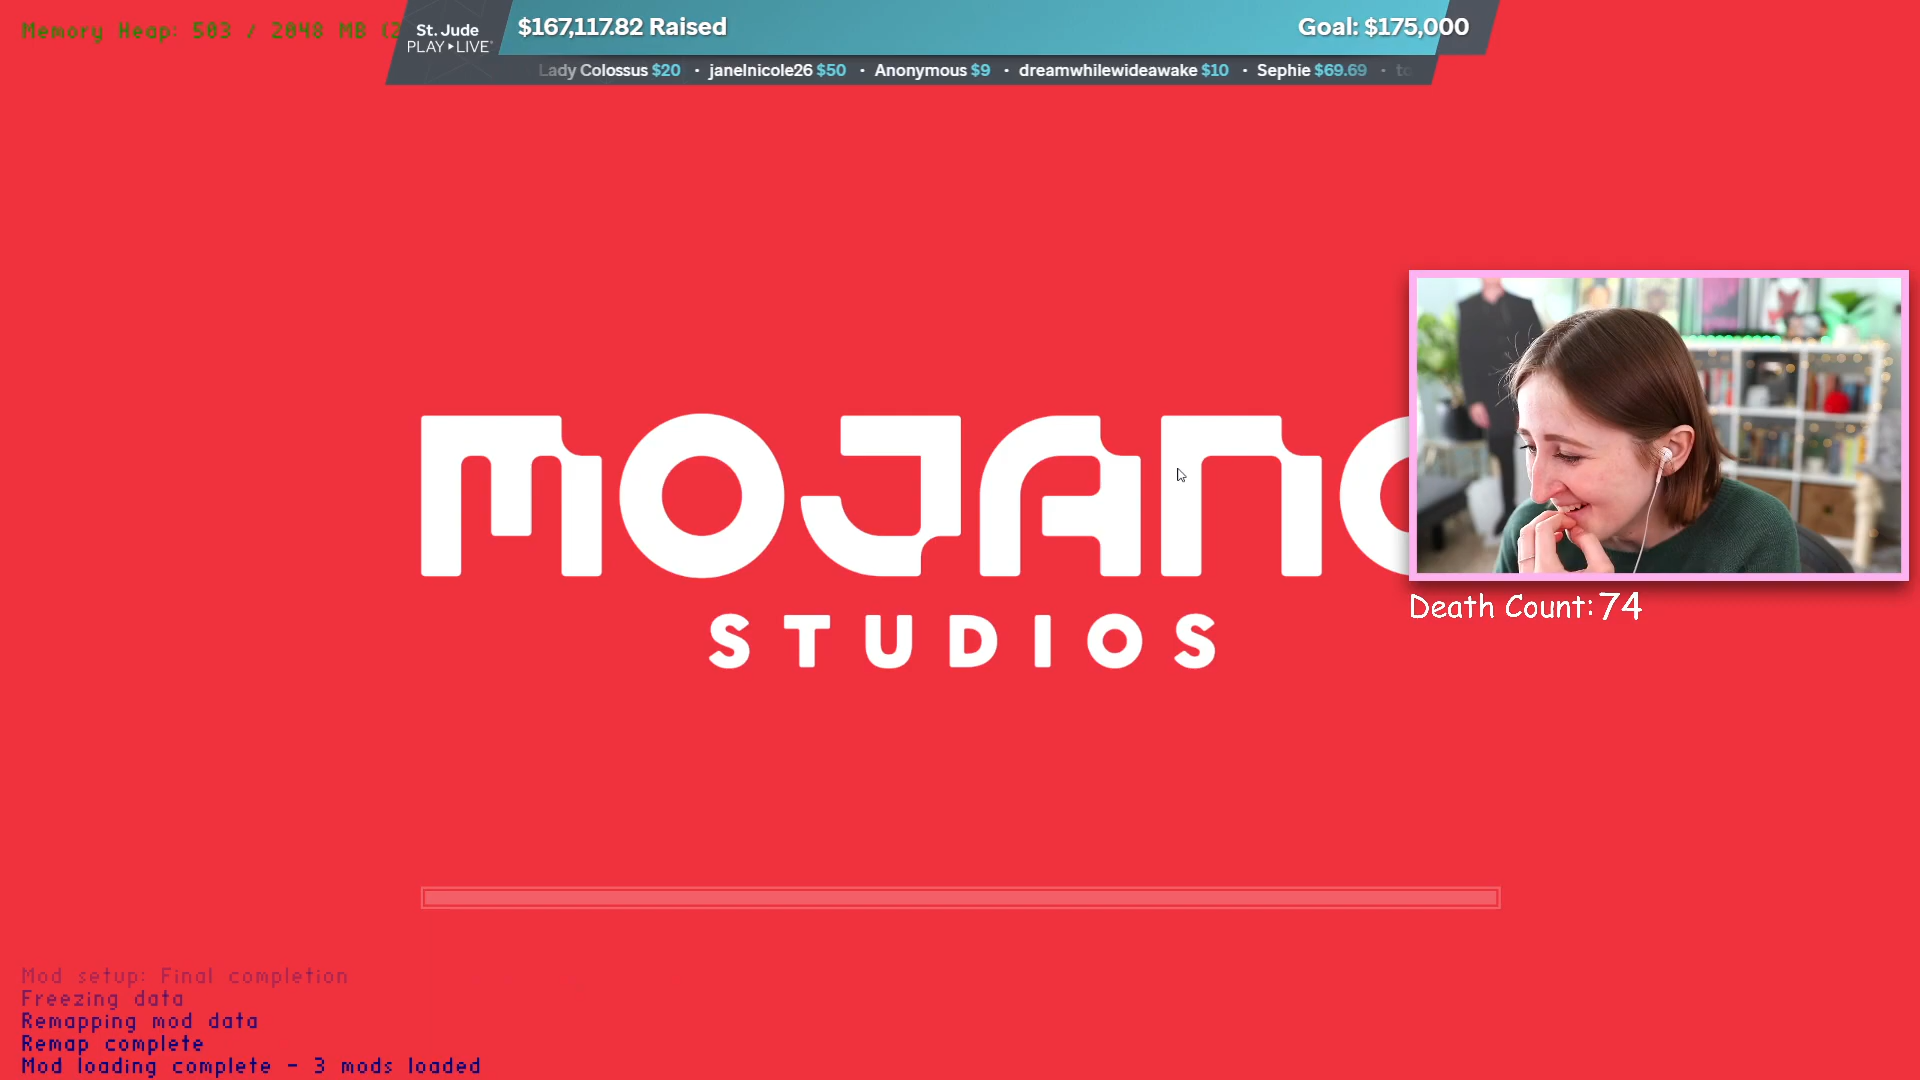 Memory Heap: 503 / 2048 MB (2
St. Jude
PLAY LIVE
$167,117.82 Raised
Goal: $175,000
Lady Colossus $20 · janelnicole26 $50 · Anonymous $9 · dreamwhilewideawake $10 · Sephie $69.69 ·
MOJANG
STUDIOS
Death Count: 74
Mod setup: Final completion
Freezing data
Remapping mod data
Remap complete
Mod loading complete - 3 mods loaded